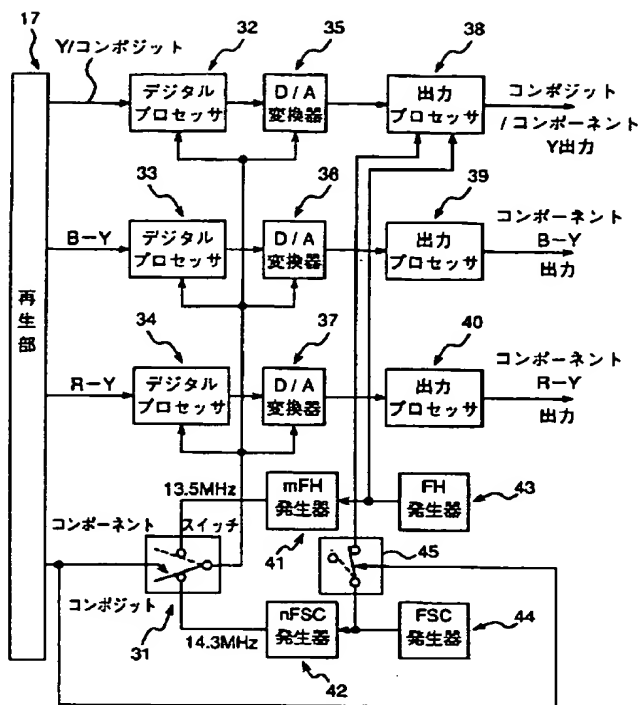 17
Y/コンポジット
32
35
38
デジタル
プロセッサ
D/A
変換器
出力
プロセッサ
コンポジット
/コンポーネント
Y出力
33
36
39
B-Y
デジタル
プロセッサ
D/A
変換器
出力
プロセッサ
コンポーネント
B-Y
出力
再生部
34
37
40
R-Y
デジタル
プロセッサ
D/A
変換器
出力
プロセッサ
コンポーネント
R-Y
出力
13.5MHz
mFH
発生器
FH
発生器
43
41
コンポーネント
スイッチ
45
コンポジット
31
14.3MHz
nFSC
発生器
FSC
発生器
44
42